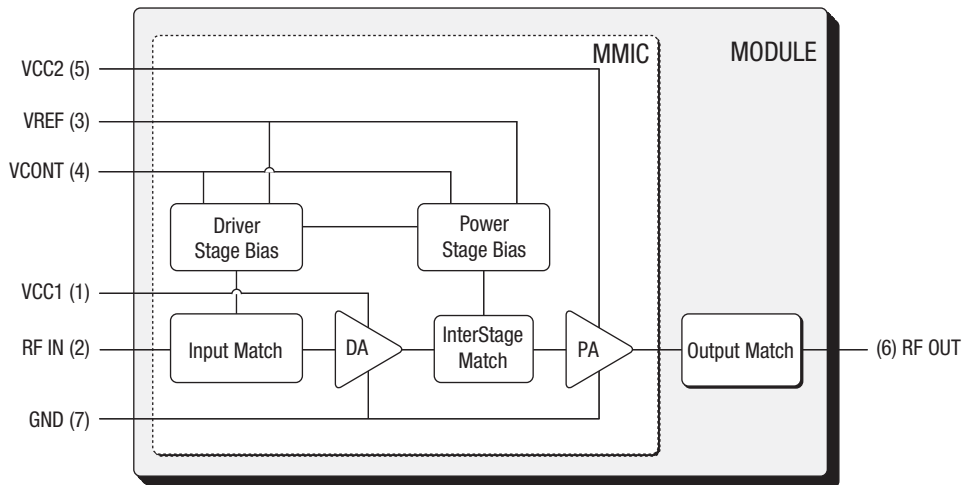 MMIC
MODULE
VCC2 (5)
VREF (3)
VCONT (4)
Driver
Stage Bias
Power
Stage Bias
VCC1 (1)
RF IN (2)
Input Match
DA
InterStage
Match
PA
Output Match
(6) RF OUT
GND (7)